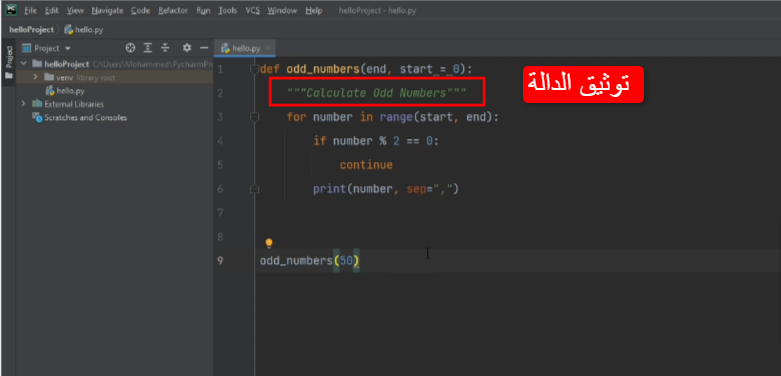 PC File Edit View Navigate Code Refactor Run Tools VCS Window Help helloProject - hello.py
helloProject hello.py
Project
Project
hello.py
helloProject C:\Users\Mohammed\PycharmPr
venv library root
hello.py
External Libraries
Scratches and Consoles
1 def odd_numbers(end, start = 0):
2 """Calculate Odd Numbers"""
توثيق الدالة
3 for number in range(start, end):
4 if number % 2 == 0:
5 continue
6 print(number, sep=",")
7
8
9 odd_numbers(50)